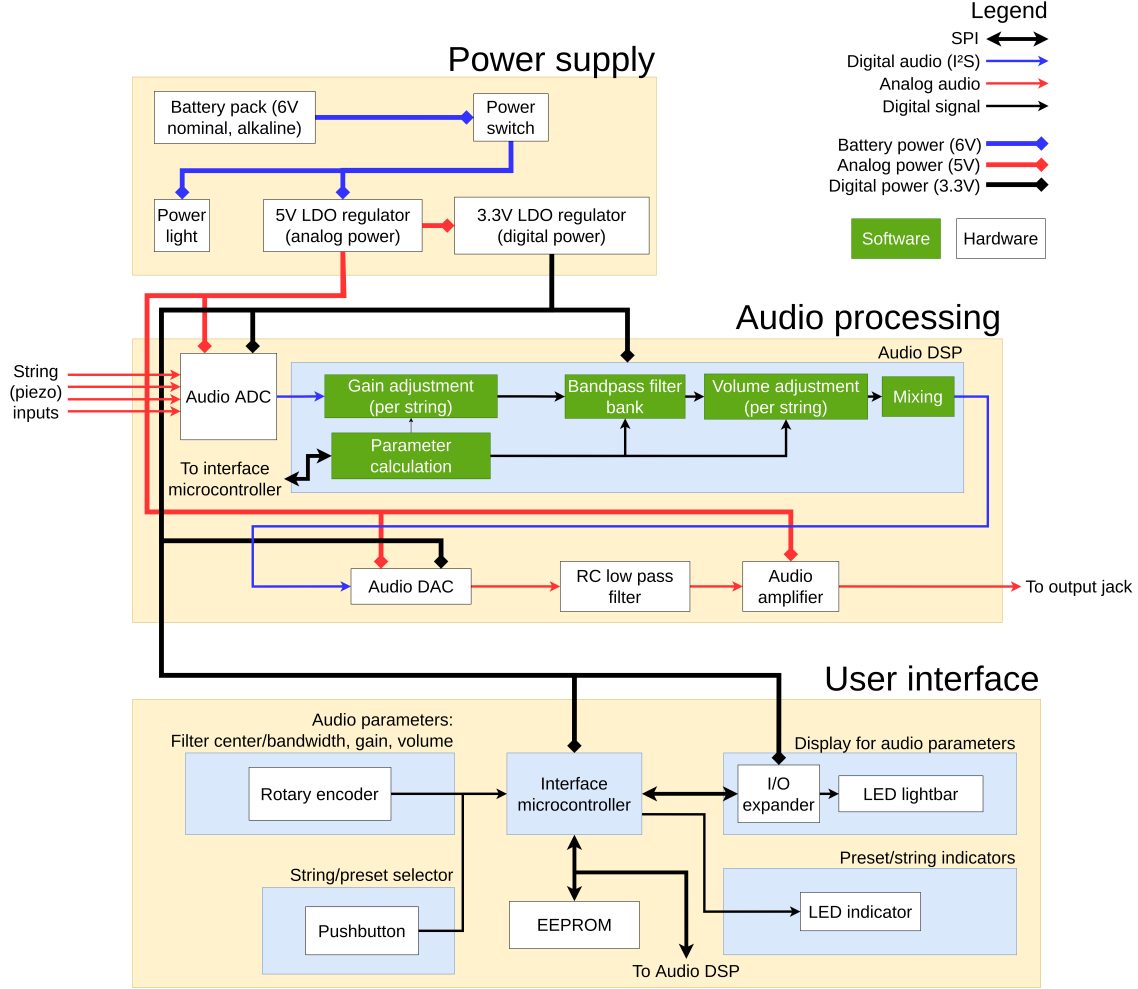 Legend
SPI
Digital audio (I²S)
Analog audio
Digital signal
Battery power (6V)
Analog power (5V)
Digital power (3.3V)
Software
Hardware
Power supply
Battery pack (6V
nominal, alkaline)
Power
switch
Power
light
5V LDO regulator
(analog power)
3.3V LDO regulator
(digital power)
Audio processing
Audio DSP
String
(piezo)
inputs
Audio ADC
Gain adjustment
(per string)
Bandpass filter
bank
Volume adjustment
(per string)
Mixing
Parameter
calculation
To interface
microcontroller
Audio DAC
RC low pass
filter
Audio
amplifier
To output jack
User interface
Audio parameters:
Filter center/bandwidth, gain, volume
Rotary encoder
Interface
microcontroller
Display for audio parameters
I/O
expander
LED lightbar
String/preset selector
Pushbutton
EEPROM
Preset/string indicators
LED indicator
To Audio DSP